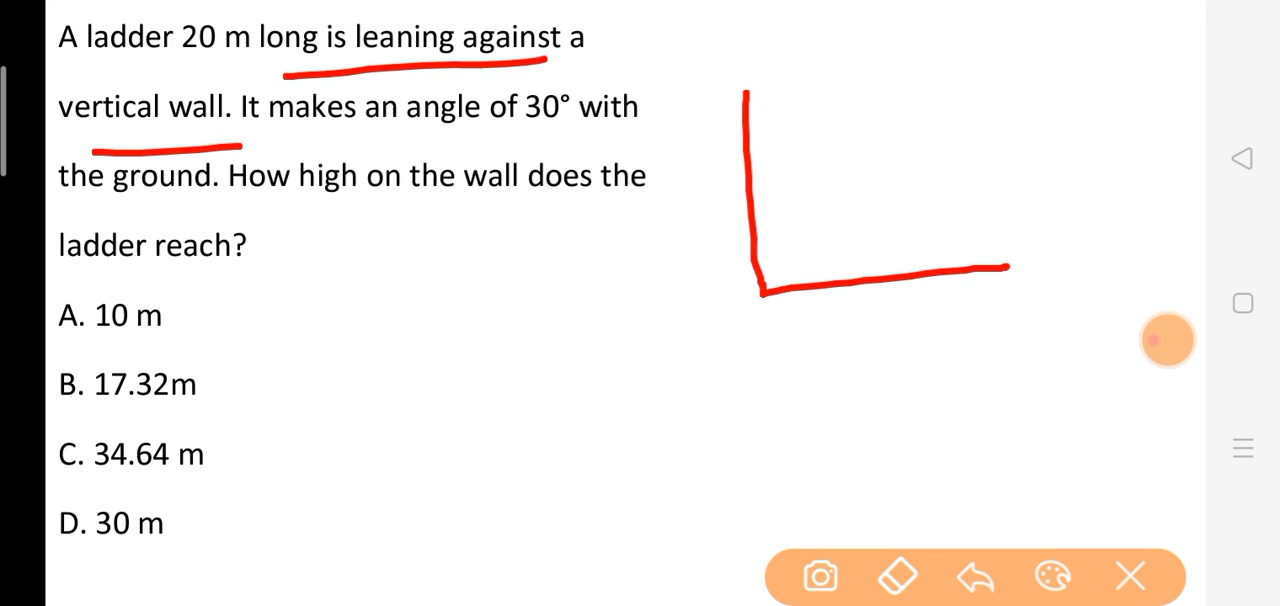 A ladder 20 m long is leaning against a
vertical wall. It makes an angle of 30° with
the ground. How high on the wall does the
ladder reach?
A. 10 m
B. 17.32m
C. 34.64 m
D. 30 m